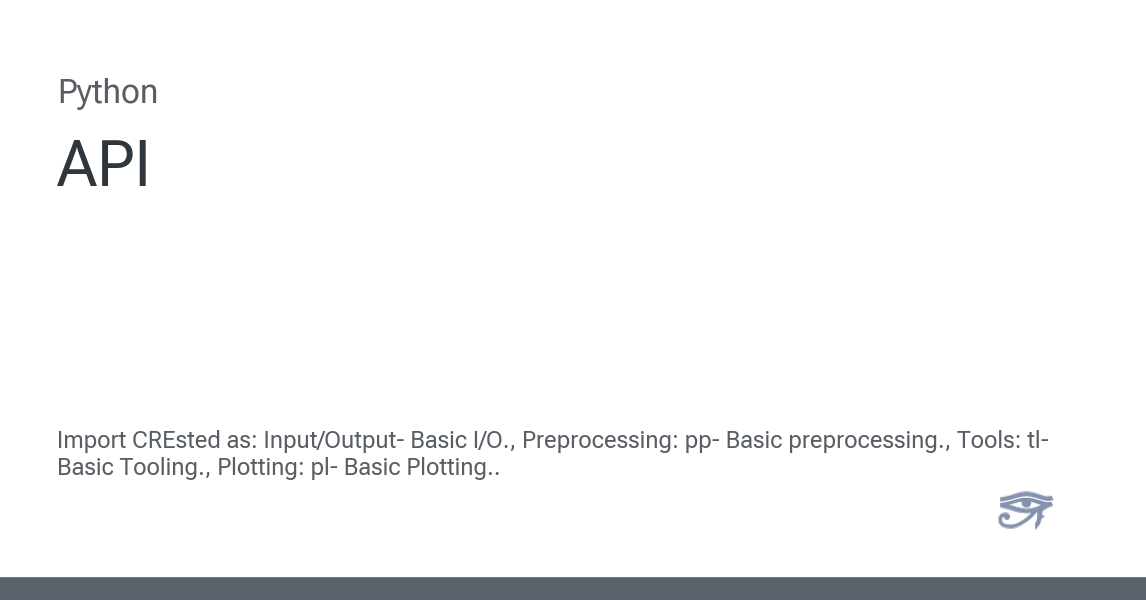 Python
API
Import CREsted as: Input/Output- Basic I/O., Preprocessing: pp- Basic preprocessing., Tools: tl-
Basic Tooling., Plotting: pl- Basic Plotting..